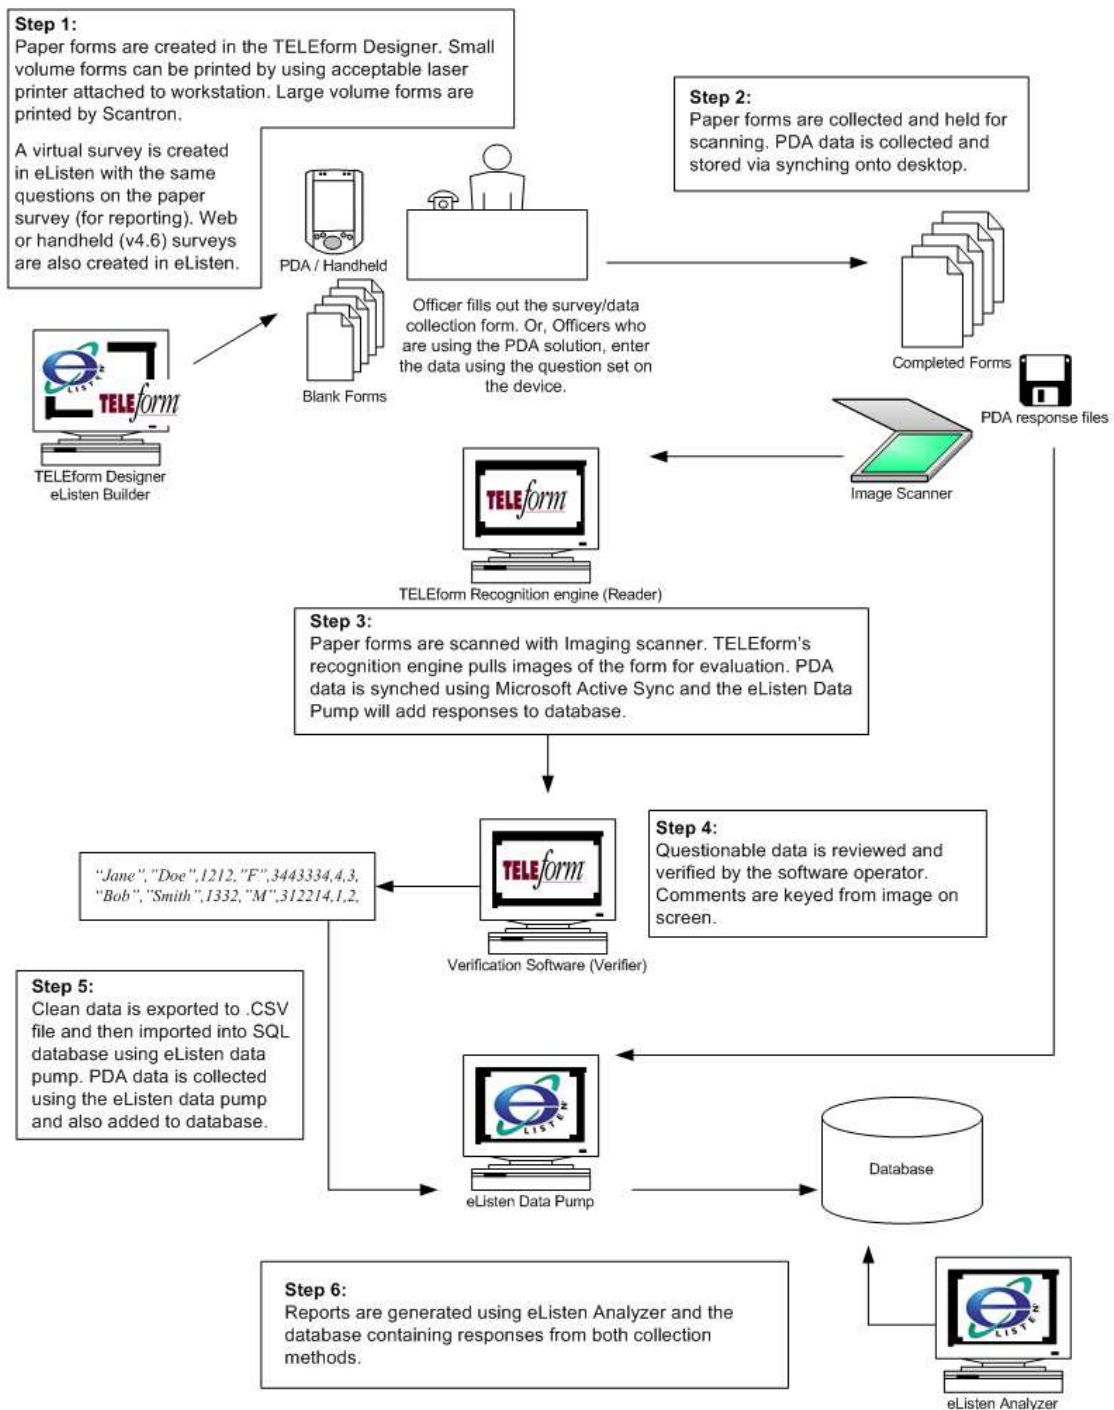 Step 1:
Paper forms are created in the TELEform Designer. Small
volume forms can be printed by using acceptable laser
printer attached to workstation. Large volume forms are
printed by Scantron.
A virtual survey is created
in eListen with the same
questions on the paper
survey (for reporting). Web
or handheld (v4.6) surveys
are also created in eListen.
Step 2:
Paper forms are collected and held for
scanning. PDA data is collected and
stored via synching onto desktop.
PDA / Handheld
Blank Forms
Officer fills out the survey/data
collection form. Or, Officers who
are using the PDA solution, enter
the data using the question set on
the device.
Completed Forms
PDA response files
e
LISTEN
TELEform
TELEform Designer
eListen Builder
Image Scanner
TELEform
TELEform Recognition engine (Reader)
Step 3:
Paper forms are scanned with Imaging scanner. TELEform's
recognition engine pulls images of the form for evaluation. PDA
data is synched using Microsoft Active Sync and the eListen Data
Pump will add responses to database.
Step 4:
Questionable data is reviewed and
verified by the software operator.
Comments are keyed from image on
screen.
TELEform
Verification Software (Verifier)
“Jane”,”Doe”,1212,”F”,3443334,4,3,
“Bob”,”Smith”,1332,”M”,312214,1,2,
Step 5:
Clean data is exported to .CSV
file and then imported into SQL
database using eListen data
pump. PDA data is collected
using the eListen data pump
and also added to database.
e
LISTEN
eListen Data Pump
Database
Step 6:
Reports are generated using eListen Analyzer and the
database containing responses from both collection
methods.
e
LISTEN
eListen Analyzer